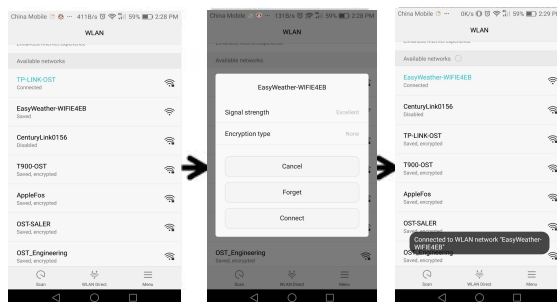 China Mobile 411B/s 59% 2:28 PM
WLAN
Available networks
TP-LINK-OST
Connected
EasyWeather-WIFIE4EB
Saved
CenturyLink0156
Disabled
T900-OST
Saved, encrypted
AppleFos
Saved, encrypted
OST-SALER
Saved, encrypted
OST_Engineering
Saved, encrypted
Scan WLAN Direct Menu
China Mobile 131B/s 59% 2:28 PM
WLAN
Available networks
EasyWeather-WIFIE4EB
Signal strength Excellent
Encryption type None
Cancel
Forget
Connect
OST_Engineering
Saved, encrypted
Scan WLAN Direct Menu
China Mobile 0K/s 59% 2:29 PM
WLAN
Available networks
EasyWeather-WIFIE4EB
Connected
CenturyLink0156
Disabled
TP-LINK-OST
Saved, encrypted
T900-OST
Saved, encrypted
AppleFos
Saved, encrypted
OST-SALER
Connected to WLAN network "EasyWeather-
WIFIE4EB"
Saved, encrypted
Scan WLAN Direct Menu